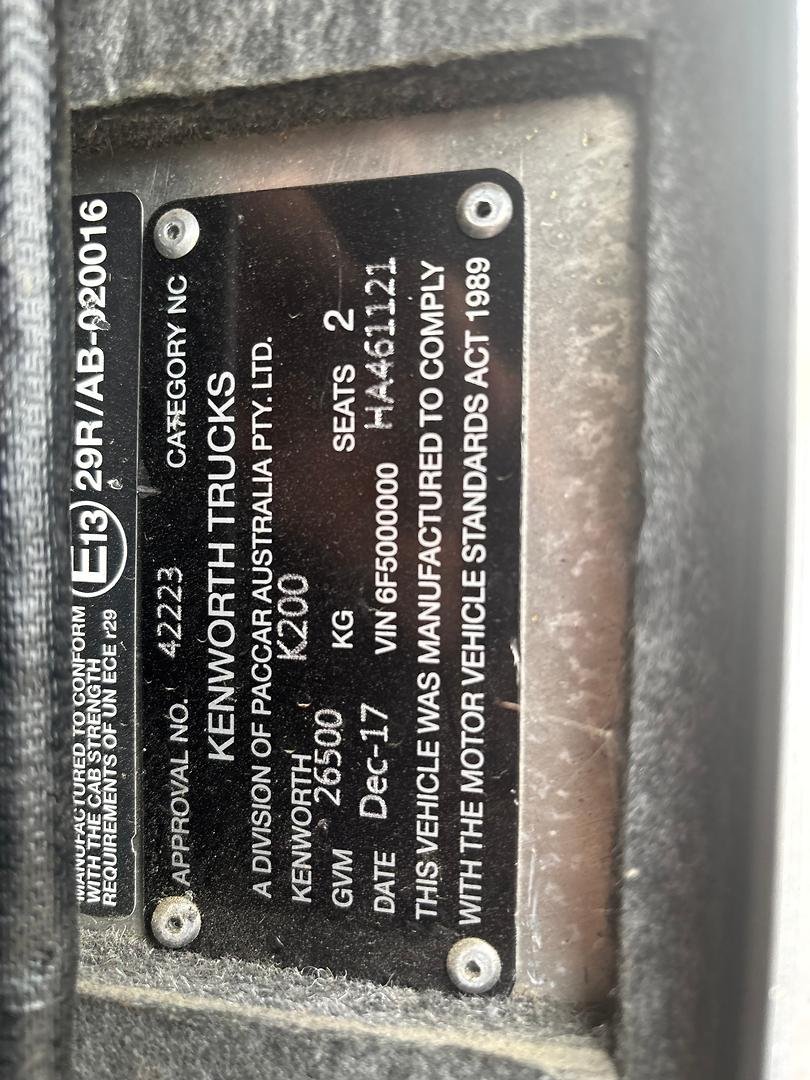 MANUFACTURED TO CONFORM
WITH THE CAB STRENGTH
REQUIREMENTS OF UN ECE r29
E13 29R/AB-020016
APPROVAL NO. 42223 CATEGORY NC
KENWORTH TRUCKS
A DIVISION OF PACCAR AUSTRALIA PTY. LTD.
KENWORTH K200
GVM 26500 KG SEATS 2
DATE Dec-17 VIN 6F5000000 HA461121
THIS VEHICLE WAS MANUFACTURED TO COMPLY
WITH THE MOTOR VEHICLE STANDARDS ACT 1989